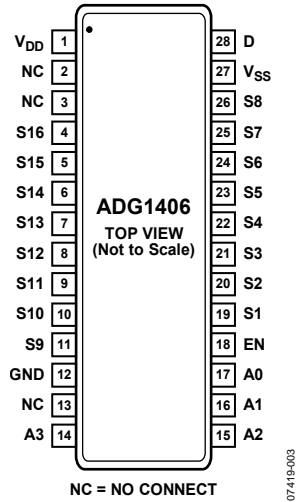 VDD 1 28 D
NC 2 27 VSS
NC 3 26 S8
S16 4 25 S7
S15 5 24 S6
S14 6 23 S5
S13 7 ADG1406 22 S4
S12 8 TOP VIEW 21 S3
S11 9 (Not to Scale) 20 S2
S10 10 19 S1
S9 11 18 EN
GND 12 17 A0
NC 13 16 A1
A3 14 15 A2
NC = NO CONNECT
07419-003